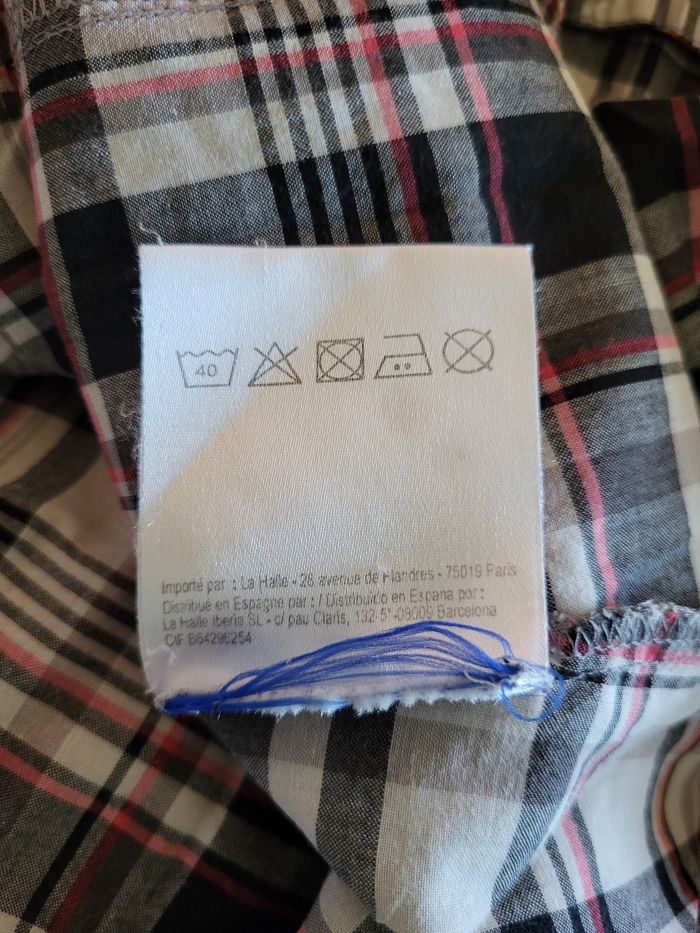 40
Importé par : La Halle - 28 avenue de Flandres - 75019 Paris
Distribué en Espagne par : / Distribuido en Espana por :
La Halle Iberia SL - c/ pau Claris, 132-5°-08009 Barcelona
CIF B64296254